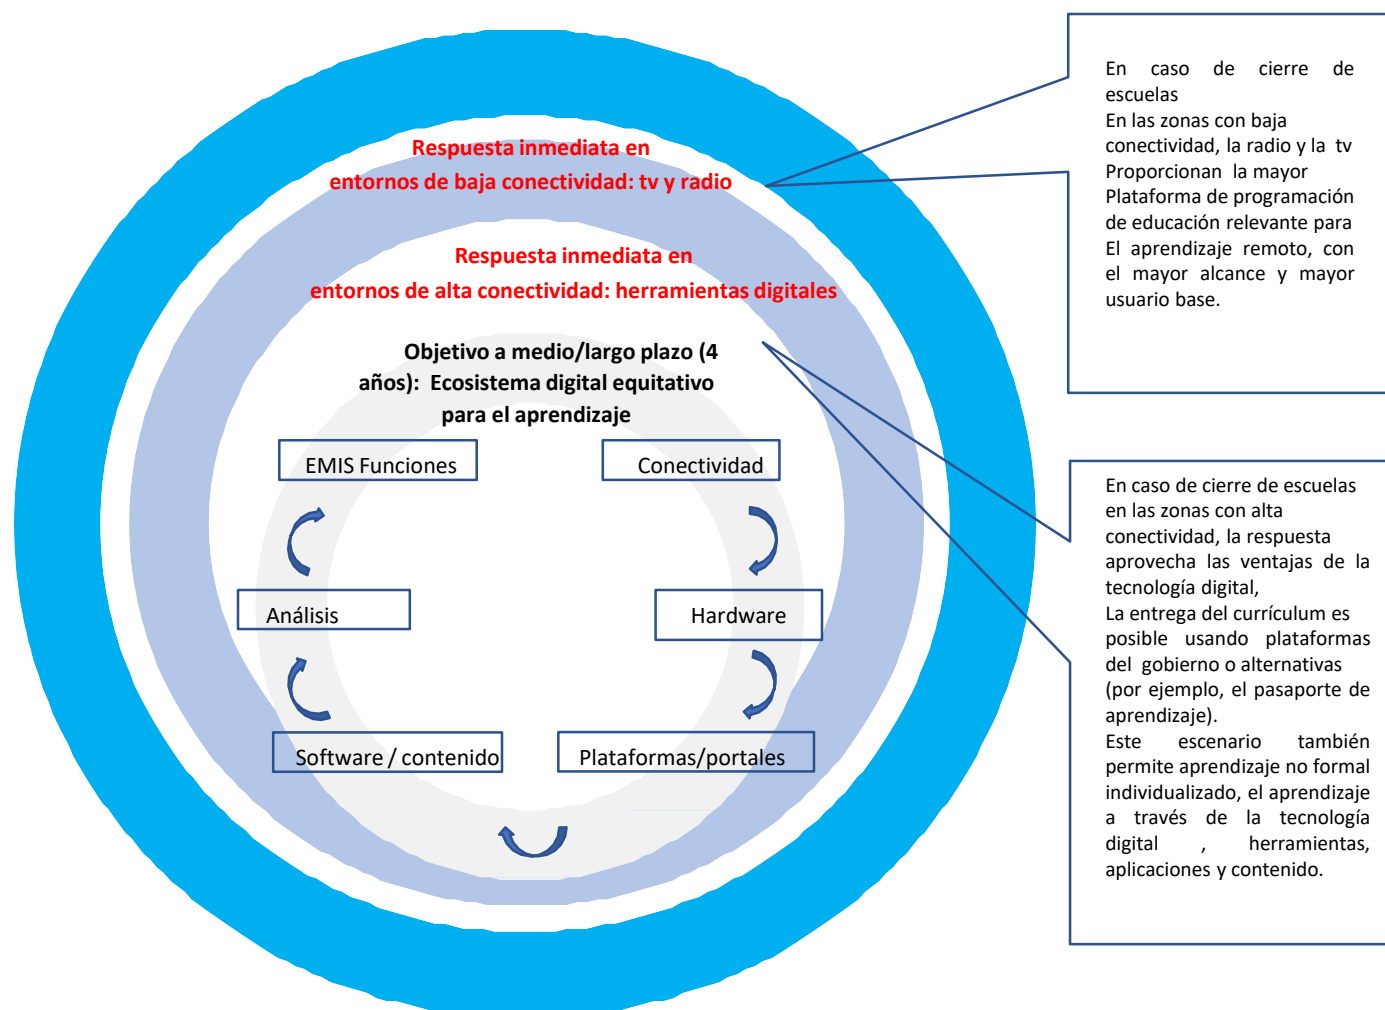 Respuesta inmediata en
entornos de baja conectividad: tv y radio
Respuesta inmediata en
entornos de alta conectividad: herramientas digitales
Objetivo a medio/largo plazo (4
años): Ecosistema digital equitativo
para el aprendizaje
EMIS Funciones
Conectividad
Análisis
Hardware
Software / contenido
Plataformas/portales
En caso de cierre de
escuelas
En las zonas con baja
conectividad, la radio y la tv
Proporcionan la mayor
Plataforma de programación
de educación relevante para
El aprendizaje remoto, con
el mayor alcance y mayor
usuario base.
En caso de cierre de escuelas
en las zonas con alta
conectividad, la respuesta
aprovecha las ventajas de la
tecnología digital,
La entrega del currículum es
posible usando plataformas
del gobierno o alternativas
(por ejemplo, el pasaporte de
aprendizaje).
Este escenario también
permite aprendizaje no formal
individualizado, el aprendizaje
a través de la tecnología
digital , herramientas,
aplicaciones y contenido.